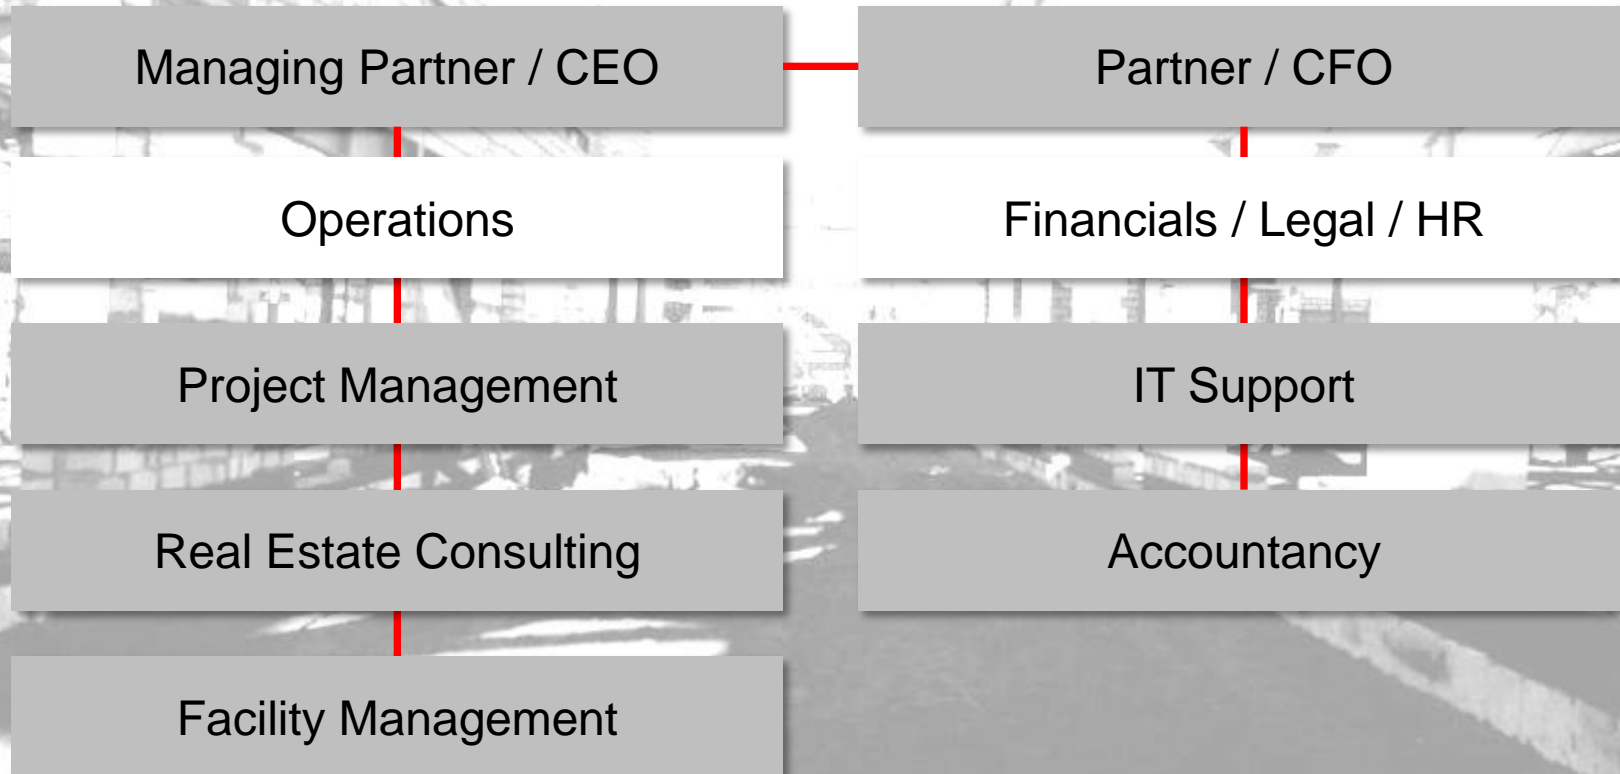 Managing Partner / CEO
Partner / CFO
Operations
Financials / Legal / HR
Project Management
IT Support
Real Estate Consulting
Accountancy
Facility Management